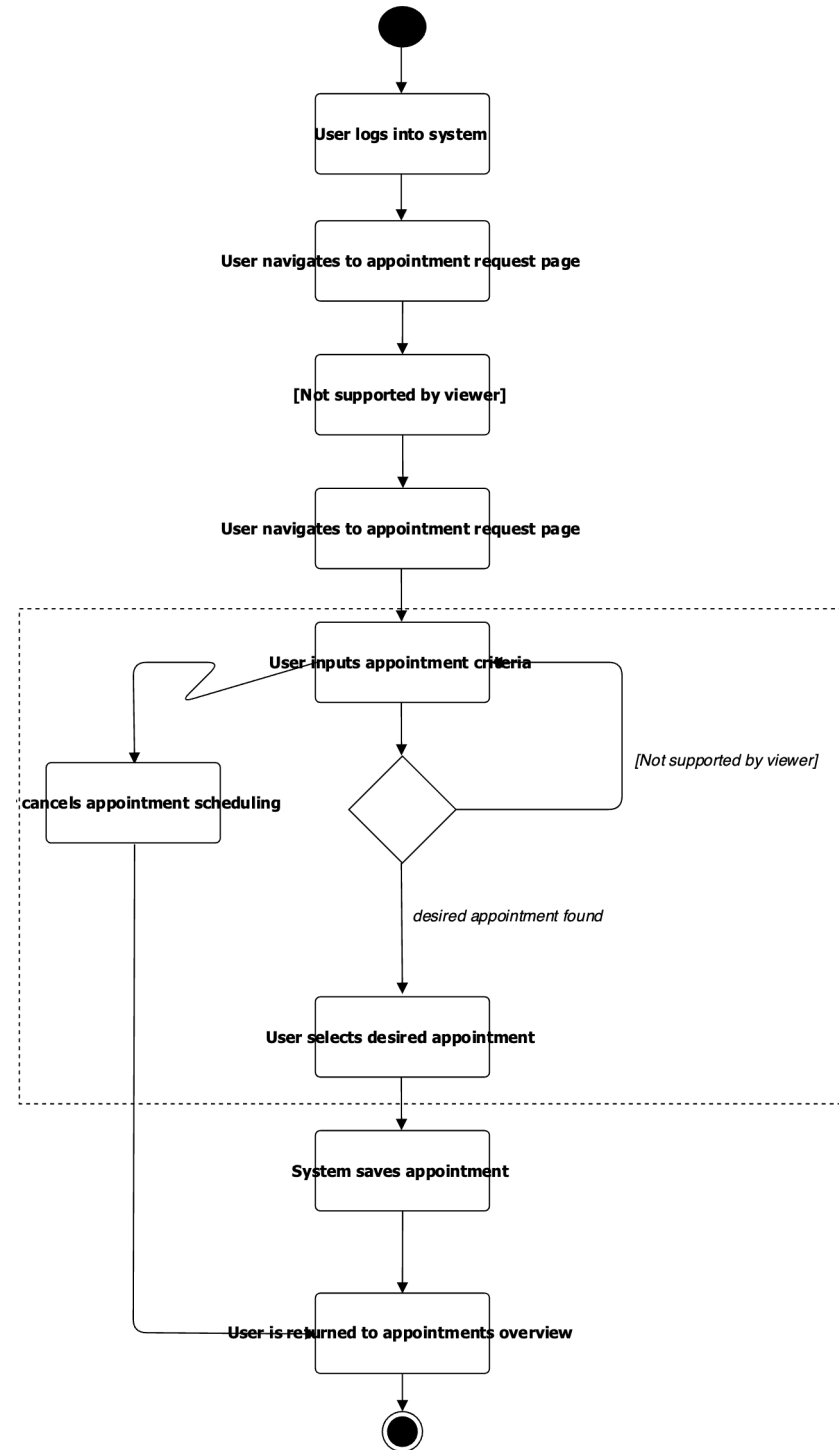 User logs into system
User navigates to appointment request page
[Not supported by viewer]
User navigates to appointment request page
User inputs appointment criteria
[Not supported by viewer]
cancels appointment scheduling
desired appointment found
User selects desired appointment
System saves appointment
User is returned to appointments overview